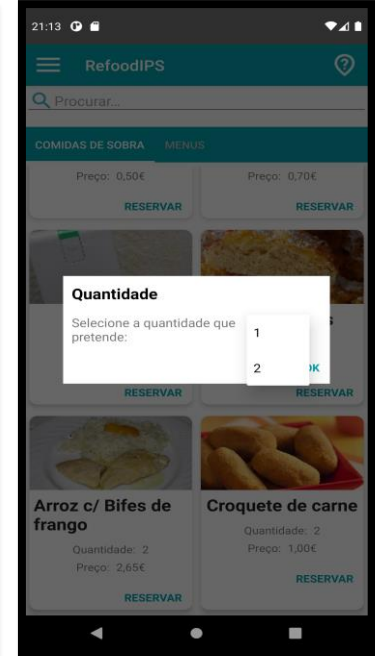 21:13
RefoodIPS
Procurar...
COMIDAS DE SOBRA MENUS
Preço: 0,50€ Preço: 0,70€
RESERVAR RESERVAR
Quantidade
Selecione a quantidade que
pretende:
1
2
RESERVAR RESERVAR
Arroz c/ Bifes de
frango
Quantidade: 2
Preço: 2,65€
RESERVAR
Croquete de carne
Quantidade: 2
Preço: 1,00€
RESERVAR